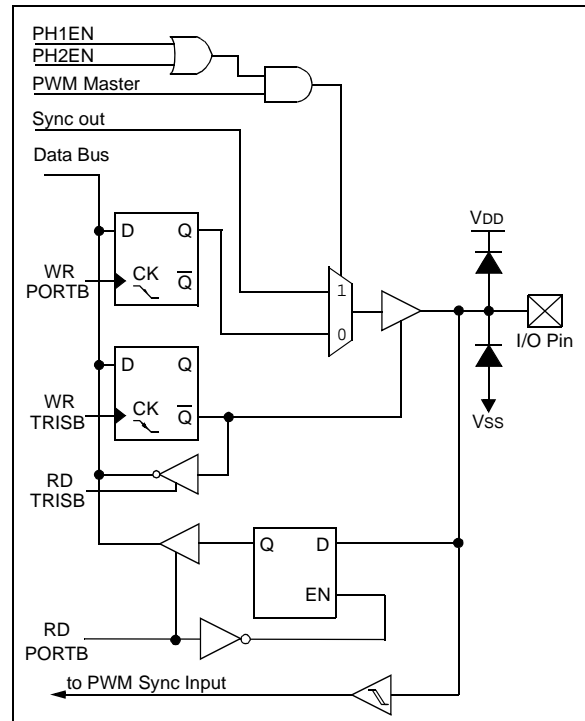 PH1EN
PH2EN
PWM Master
Sync out
Data Bus
D Q
WR
PORTB
CK
Q
VDD
1
0
I/O Pin
VSS
D Q
WR
TRISB
CK
Q
RD
TRISB
Q D
EN
RD
PORTB
to PWM Sync Input